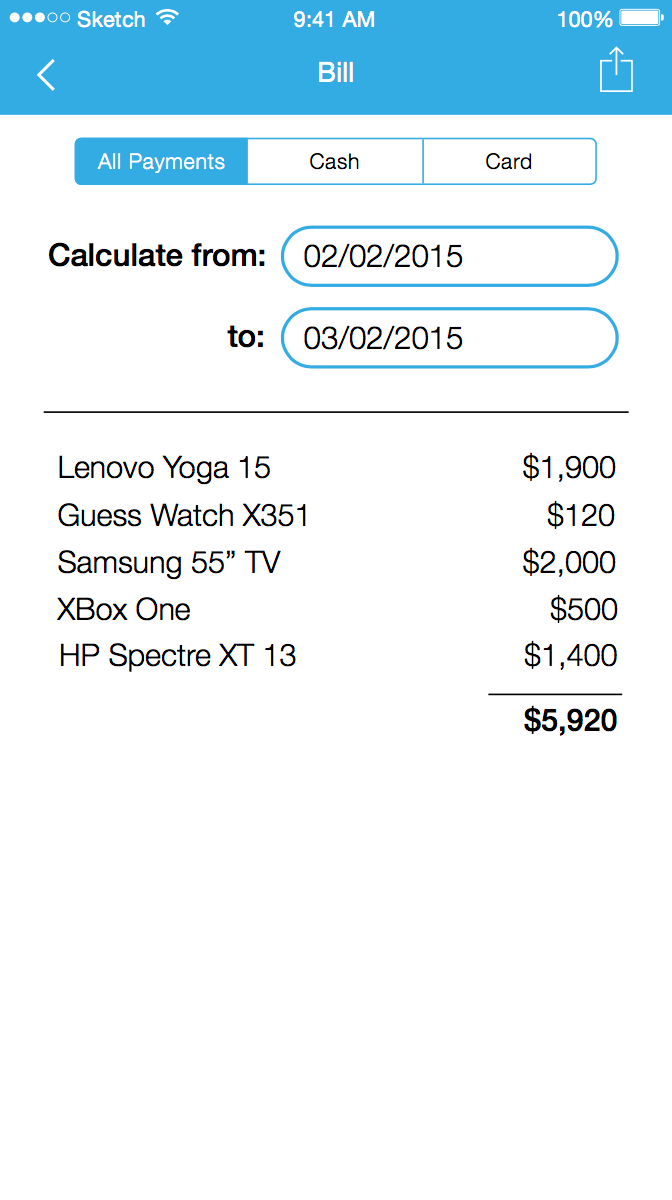 Sketch 9:41 AM 100%
Bill
All Payments Cash Card
Calculate from: 02/02/2015
to: 03/02/2015
Lenovo Yoga 15 $1,900
Guess Watch X351 $120
Samsung 55” TV $2,000
XBox One $500
HP Spectre XT 13 $1,400
$5,920